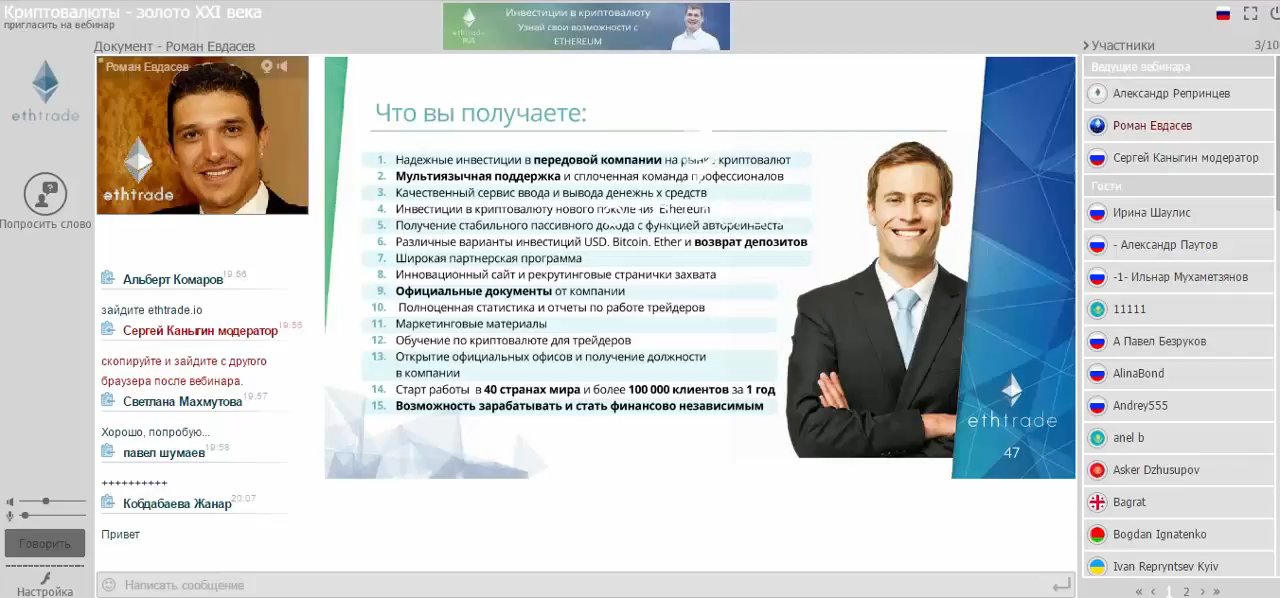 Криптовалюты - золото XXI века
пригласить на вебинар
Инвестиции в криптовалюту
Узнай свои возможности с
ETHEREUM
Документ - Роман Евдасев
ethtrade
Попросить слово
Говорить
Настройка
Роман Евдасев
ethtrade
Альберт Комаров 19:56
зайдите ethtrade.io
Сергей Каныгин модератор 19:56
скопируйте и зайдите с другого
браузера после вебинара.
Светлана Махмутова 19:57
Хорошо, попробую...
павел шумаев 19:58
++++++++++
Кобдабаева Жанар 20:07
Привет
Написать сообщение
Что вы получаете:
1. Надежные инвестиции в передовой компании на рынке криптовалют
2. Мультиязычная поддержка и сплоченная команда профессионалов
3. Качественный сервис ввода и вывода денежных средств
4. Инвестиции в криптовалюту нового поколения Ethereum
5. Получение стабильного пассивного дохода с функцией автореинвеста
6. Различные варианты инвестиций USD. Bitcoin. Ether и возврат депозитов
7. Широкая партнерская программа
8. Инновационный сайт и рекрутинговые странички захвата
9. Официальные документы от компании
10. Полноценная статистика и отчеты по работе трейдеров
11. Маркетинговые материалы
12. Обучение по криптовалюте для трейдеров
13. Открытие официальных офисов и получение должности
в компании
14. Старт работы в 40 странах мира и более 100 000 клиентов за 1 год
15. Возможность зарабатывать и стать финансово независимым
ethtrade
47
Участники 3/10
Ведущие вебинара
Александр Репринцев
Роман Евдасев
Сергей Каныгин модератор
Гости
Ирина Шаулис
- Александр Паутов
-1- Ильнар Мухаметзянов
11111
А Павел Безруков
AlinaBond
Andrey555
anel b
Asker Dzhusupov
Bagrat
Bogdan Ignatenko
Ivan Repryntsev Kyiv
« ‹ 1 2 › »